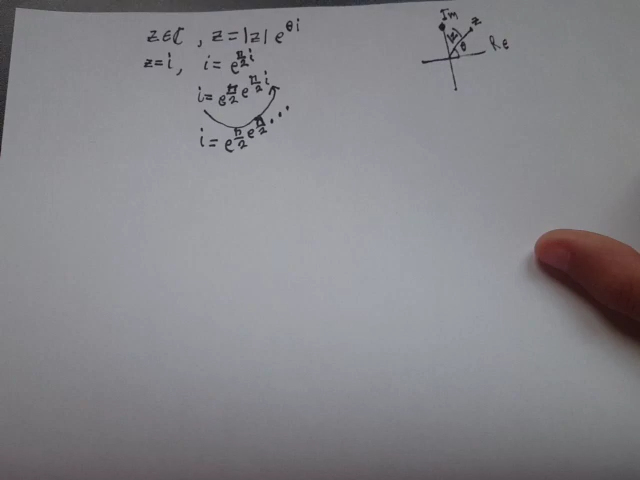 z∈ℂ, z=|z|e^{θi}
z=i, i=e^{π/2 i}
i=e^{π/2 e^{π/2 i}}
i=e^{π/2 e^{π/2 ...}}
Im
z
|z|
θ
Re